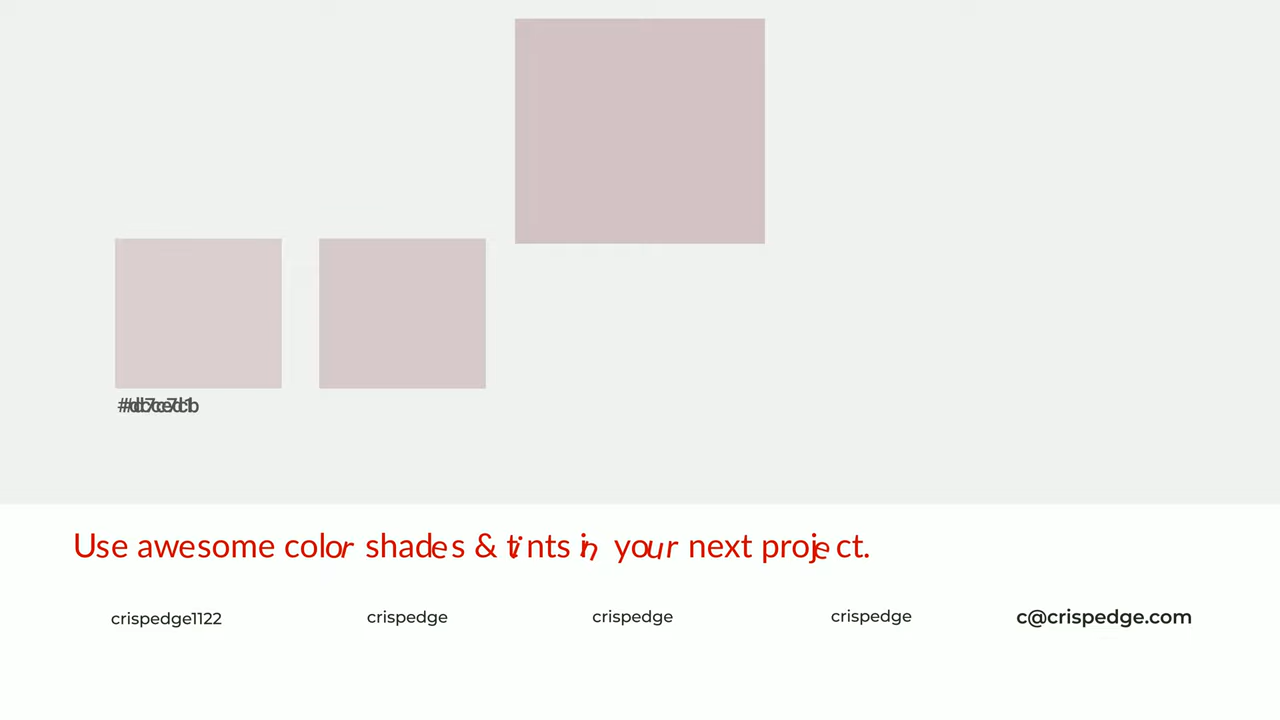 Use awesome color shades & tints in your next project.
crispedge1122 crispedge crispedge crispedge c@crispedge.com